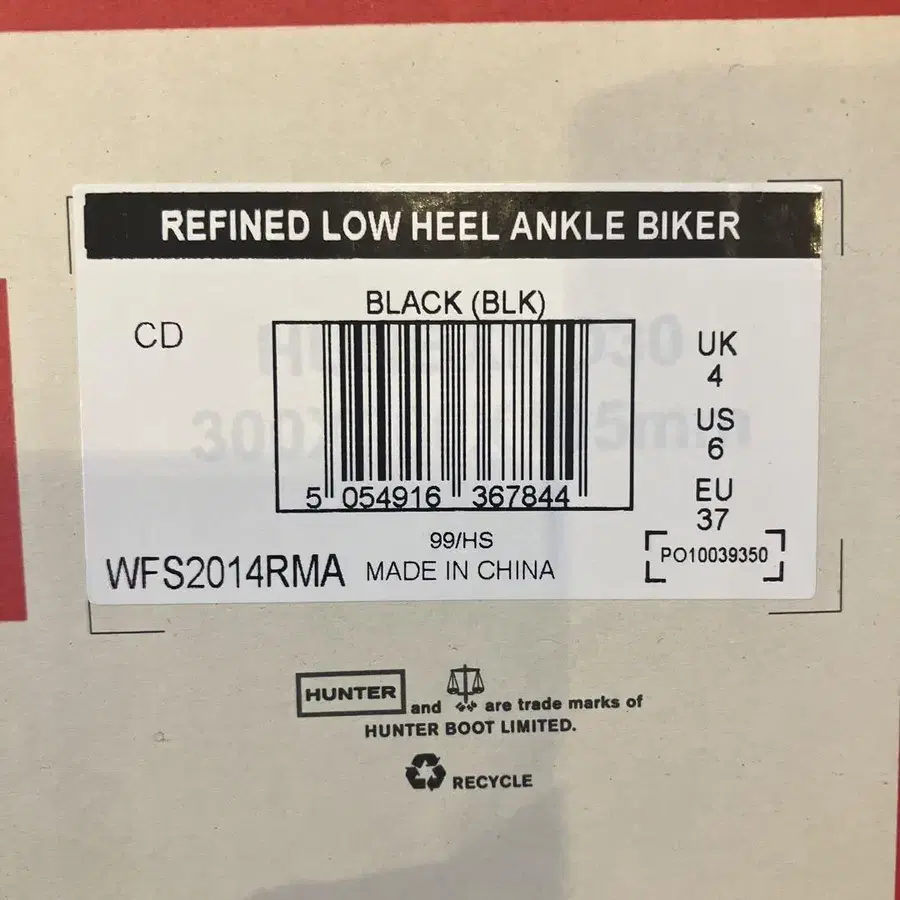 REFINED LOW HEEL ANKLE BIKER
BLACK (BLK)
CD
5 054916 367844
UK
4
US
6
EU
37
99/HS
WFS2014RMA
MADE IN CHINA
PO10039350
HUNTER and are trade marks of
HUNTER BOOT LIMITED.
RECYCLE